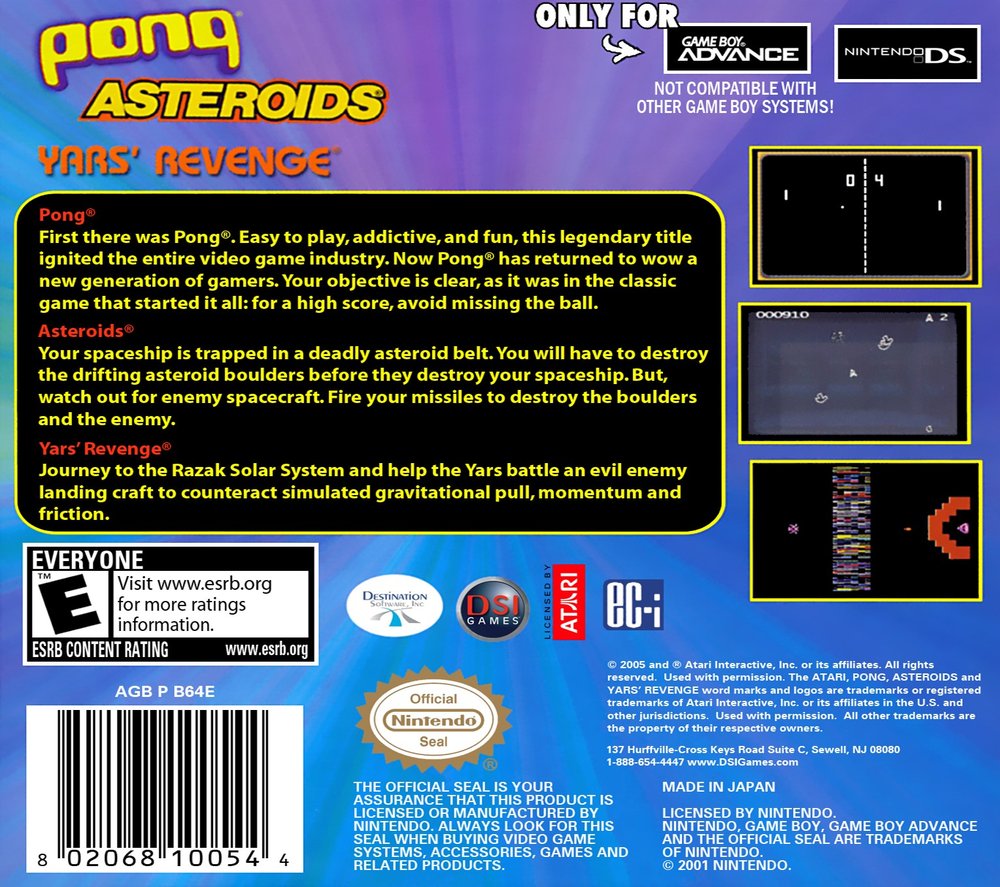 pong
ASTEROIDS®
YARS' REVENGE™
ONLY FOR
GAME BOY®
ADVANCE
NINTENDO DS™
NOT COMPATIBLE WITH
OTHER GAME BOY SYSTEMS!
Pong®
First there was Pong®. Easy to play, addictive, and fun, this legendary title
ignited the entire video game industry. Now Pong® has returned to wow a
new generation of gamers. Your objective is clear, as it was in the classic
game that started it all: for a high score, avoid missing the ball.
Asteroids®
Your spaceship is trapped in a deadly asteroid belt. You will have to destroy
the drifting asteroid boulders before they destroy your spaceship. But,
watch out for enemy spacecraft. Fire your missiles to destroy the boulders
and the enemy.
Yars' Revenge®
Journey to the Razak Solar System and help the Yars battle an evil enemy
landing craft to counteract simulated gravitational pull, momentum and
friction.
0 4
000910
A 2
EVERYONE
™
E
Visit www.esrb.org
for more ratings
information.
ESRB CONTENT RATING www.esrb.org
DESTINATION
SOFTWARE, INC
DSI
GAMES
LICENSED BY
ATARI
ec-i
AGB P B64E
8 02068 10054 4
Official
Nintendo
Seal
®
THE OFFICIAL SEAL IS YOUR
ASSURANCE THAT THIS PRODUCT IS
LICENSED OR MANUFACTURED BY
NINTENDO. ALWAYS LOOK FOR THIS
SEAL WHEN BUYING VIDEO GAME
SYSTEMS, ACCESSORIES, GAMES AND
RELATED PRODUCTS.
© 2005 and ® Atari Interactive, Inc. or its affiliates. All rights
reserved. Used with permission. The ATARI, PONG, ASTEROIDS and
YARS' REVENGE word marks and logos are trademarks or registered
trademarks of Atari Interactive, Inc. or its affiliates in the U.S. and
other jurisdictions. Used with permission. All other trademarks are
the property of their respective owners.
137 Hurffville-Cross Keys Road Suite C, Sewell, NJ 08080
1-888-654-4447 www.DSIGames.com
MADE IN JAPAN
LICENSED BY NINTENDO.
NINTENDO, GAME BOY, GAME BOY ADVANCE
AND THE OFFICIAL SEAL ARE TRADEMARKS
OF NINTENDO.
© 2001 NINTENDO.